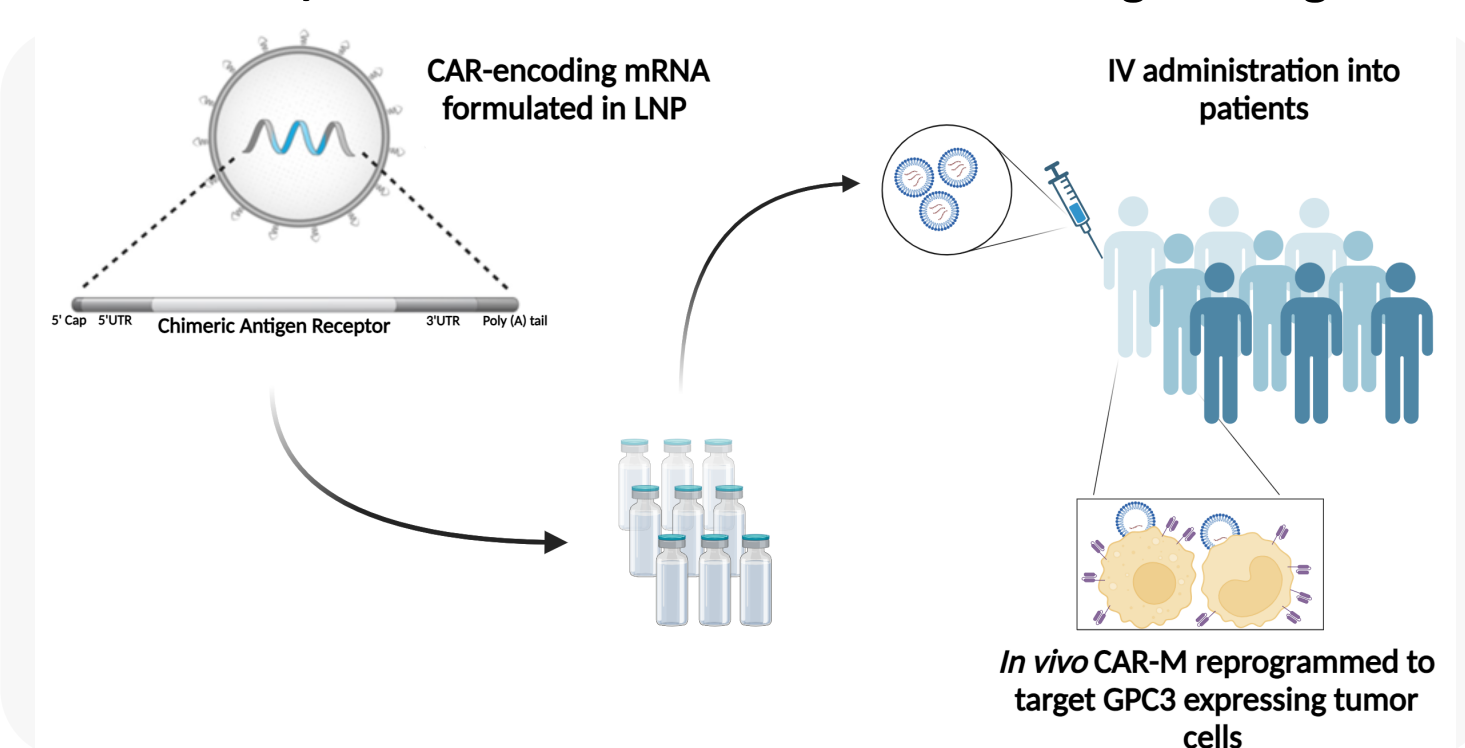 CAR-encoding mRNA
formulated in LNP
IV administration into
patients
5' Cap 5'UTR Chimeric Antigen Receptor 3'UTR Poly (A) tail
In vivo CAR-M reprogrammed to
target GPC3 expressing tumor
cells